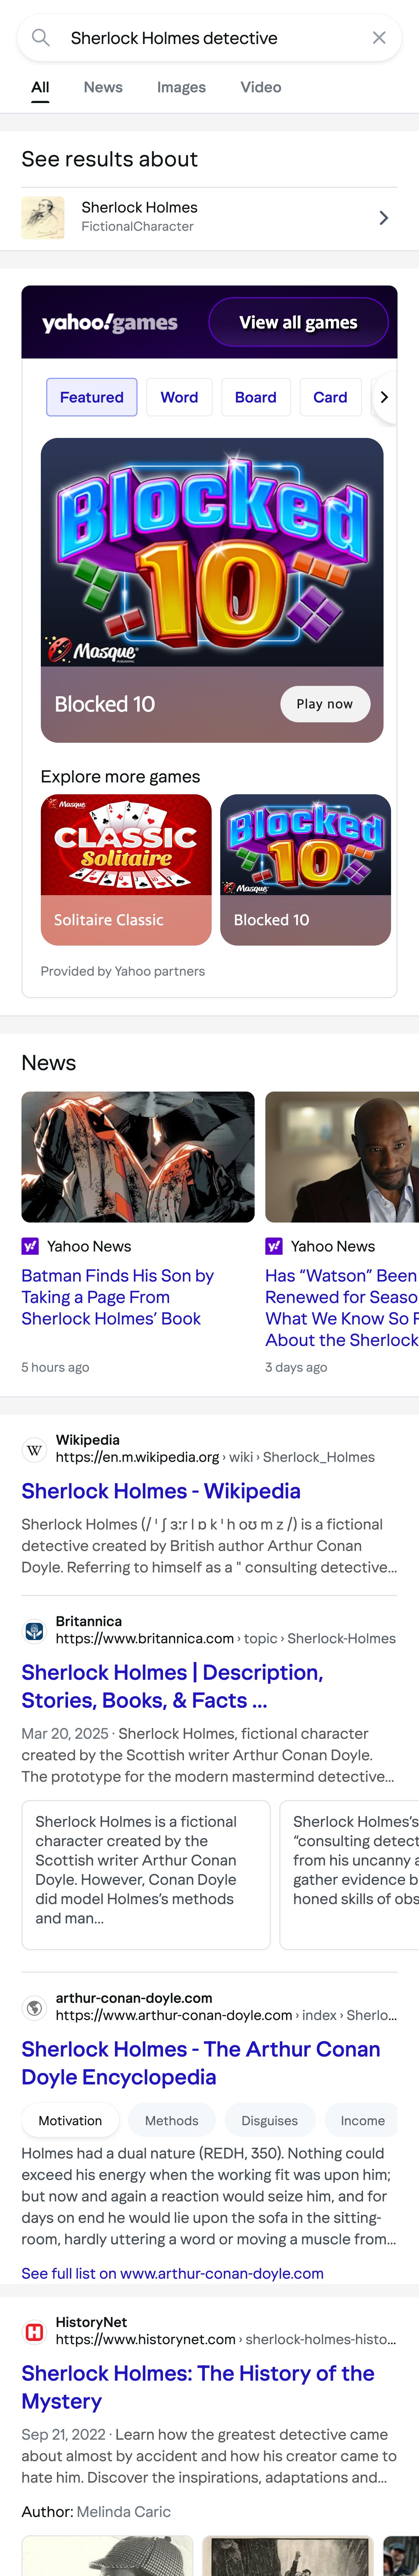 Sherlock Holmes detective
All News Images Video
See results about
Sherlock Holmes
FictionalCharacter
yahoo!games View all games
Featured Word Board Card
Blocked
10
Masque
PUBLISHING
Blocked 10 Play now
Explore more games
Masque
CLASSIC
Solitaire
Solitaire Classic
Blocked
10
Masque
Blocked 10
Provided by Yahoo partners
News
y! Yahoo News
Batman Finds His Son by
Taking a Page From
Sherlock Holmes’ Book
5 hours ago
y! Yahoo News
Has “Watson” Been
Renewed for Seaso
What We Know So F
About the Sherlock
3 days ago
W
Wikipedia
https://en.m.wikipedia.org › wiki › Sherlock_Holmes
Sherlock Holmes - Wikipedia
Sherlock Holmes (/ ˈ ʃ ɜːr l ɒ k ˈ h oʊ m z /) is a fictional
detective created by British author Arthur Conan
Doyle. Referring to himself as a " consulting detective...
Britannica
https://www.britannica.com › topic › Sherlock-Holmes
Sherlock Holmes | Description,
Stories, Books, & Facts ...
Mar 20, 2025 · Sherlock Holmes, fictional character
created by the Scottish writer Arthur Conan Doyle.
The prototype for the modern mastermind detective...
Sherlock Holmes is a fictional
character created by the
Scottish writer Arthur Conan
Doyle. However, Conan Doyle
did model Holmes’s methods
and man...
Sherlock Holmes’s
“consulting detect
from his uncanny a
gather evidence b
honed skills of obs
arthur-conan-doyle.com
https://www.arthur-conan-doyle.com › index › Sherlo...
Sherlock Holmes - The Arthur Conan
Doyle Encyclopedia
Motivation Methods Disguises Income
Holmes had a dual nature (REDH, 350). Nothing could
exceed his energy when the working fit was upon him;
but now and again a reaction would seize him, and for
days on end he would lie upon the sofa in the sitting-
room, hardly uttering a word or moving a muscle from...
See full list on www.arthur-conan-doyle.com
H
HistoryNet
https://www.historynet.com › sherlock-holmes-histo...
Sherlock Holmes: The History of the
Mystery
Sep 21, 2022 · Learn how the greatest detective came
about almost by accident and how his creator came to
hate him. Discover the inspirations, adaptations and...
Author: Melinda Caric